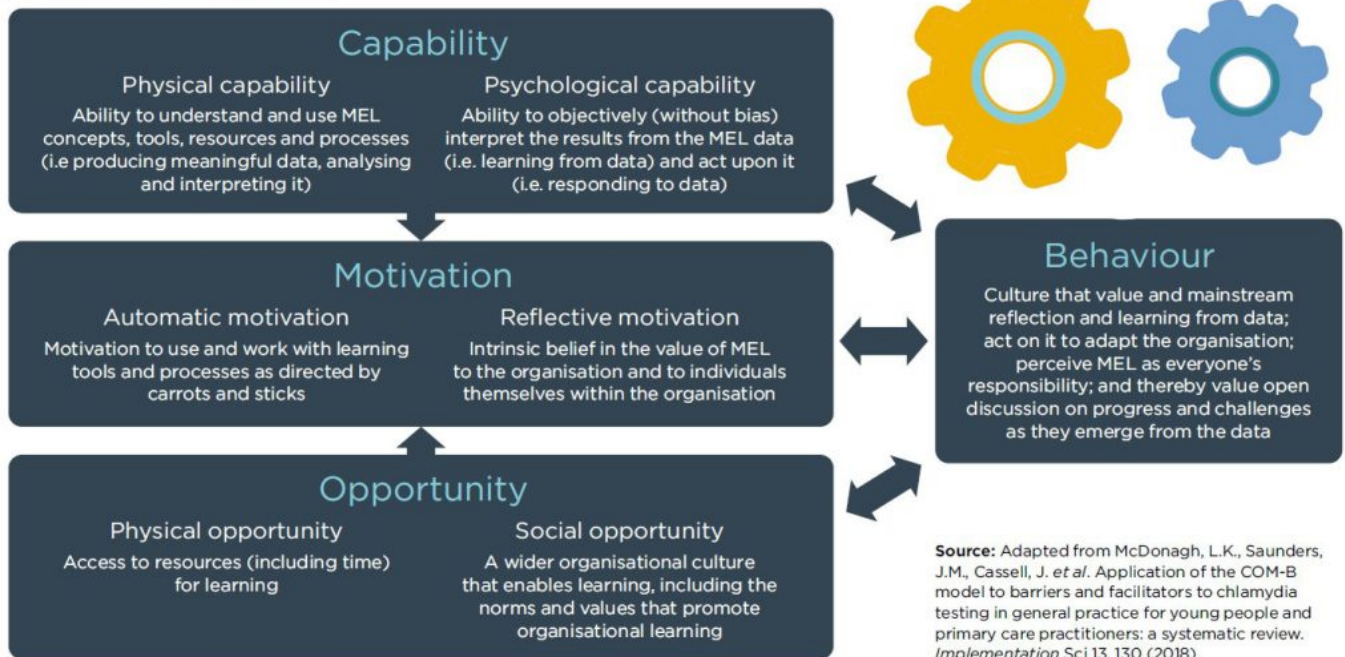 Capability
Physical capability
Ability to understand and use MEL
concepts, tools, resources and processes
(i.e producing meaningful data, analysing
and interpreting it)
Psychological capability
Ability to objectively (without bias)
interpret the results from the MEL data
(i.e. learning from data) and act upon it
(i.e. responding to data)
Motivation
Automatic motivation
Motivation to use and work with learning
tools and processes as directed by
carrots and sticks
Reflective motivation
Intrinsic belief in the value of MEL
to the organisation and to individuals
themselves within the organisation
Opportunity
Physical opportunity
Access to resources (including time)
for learning
Social opportunity
A wider organisational culture
that enables learning, including the
norms and values that promote
organisational learning
Behaviour
Culture that value and mainstream
reflection and learning from data;
act on it to adapt the organisation;
perceive MEL as everyone's
responsibility; and thereby value open
discussion on progress and challenges
as they emerge from the data
Source: Adapted from McDonagh, L.K., Saunders,
J.M., Cassell, J. et al. Application of the COM-B
model to barriers and facilitators to chlamydia
testing in general practice for young people and
primary care practitioners: a systematic review.
Implementation Sci 13, 130 (2018)